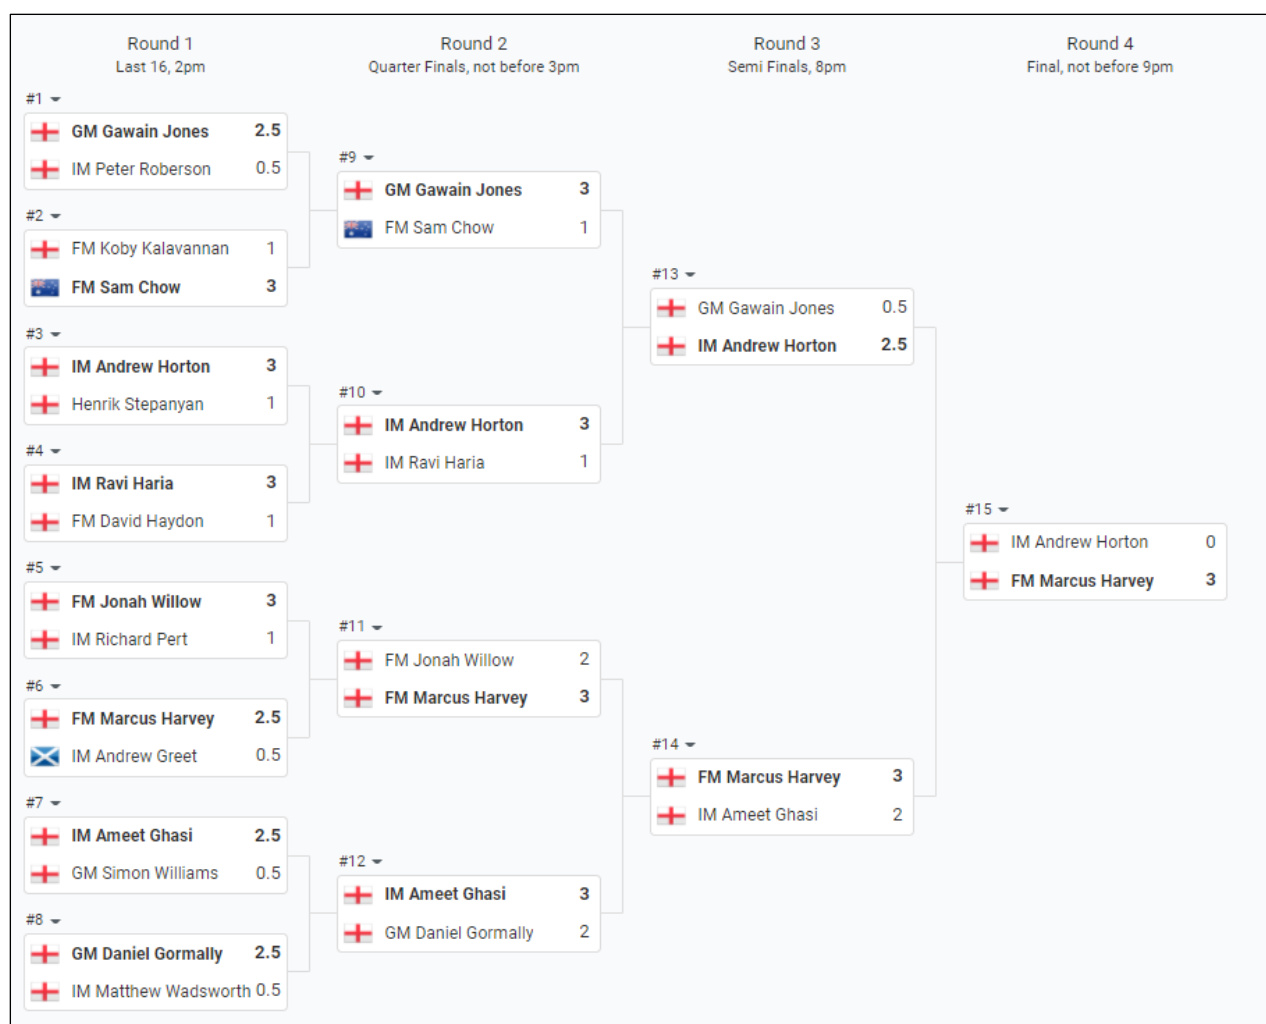 Round 1
Last 16, 2pm
#1
GM Gawain Jones 2.5
IM Peter Roberson 0.5
#2
FM Koby Kalavannan 1
FM Sam Chow 3
#3
IM Andrew Horton 3
Henrik Stepanyan 1
#4
IM Ravi Haria 3
FM David Haydon 1
#5
FM Jonah Willow 3
IM Richard Pert 1
#6
FM Marcus Harvey 2.5
IM Andrew Greet 0.5
#7
IM Ameet Ghasi 2.5
GM Simon Williams 0.5
#8
GM Daniel Gormally 2.5
IM Matthew Wadsworth 0.5
Round 2
Quarter Finals, not before 3pm
#9
GM Gawain Jones 3
FM Sam Chow 1
#10
IM Andrew Horton 3
IM Ravi Haria 1
#11
FM Jonah Willow 2
FM Marcus Harvey 3
#12
IM Ameet Ghasi 3
GM Daniel Gormally 2
Round 3
Semi Finals, 8pm
#13
GM Gawain Jones 0.5
IM Andrew Horton 2.5
#14
FM Marcus Harvey 3
IM Ameet Ghasi 2
Round 4
Final, not before 9pm
#15
IM Andrew Horton 0
FM Marcus Harvey 3